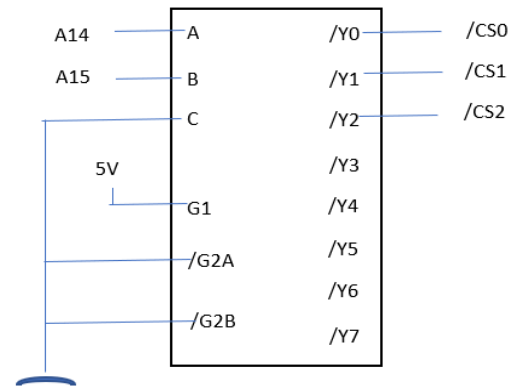 A14 A /Y0 /CS0
A15 B /Y1 /CS1
C /Y2 /CS2
5V /Y3
G1 /Y4
/G2A /Y5
/Y6
/G2B /Y7